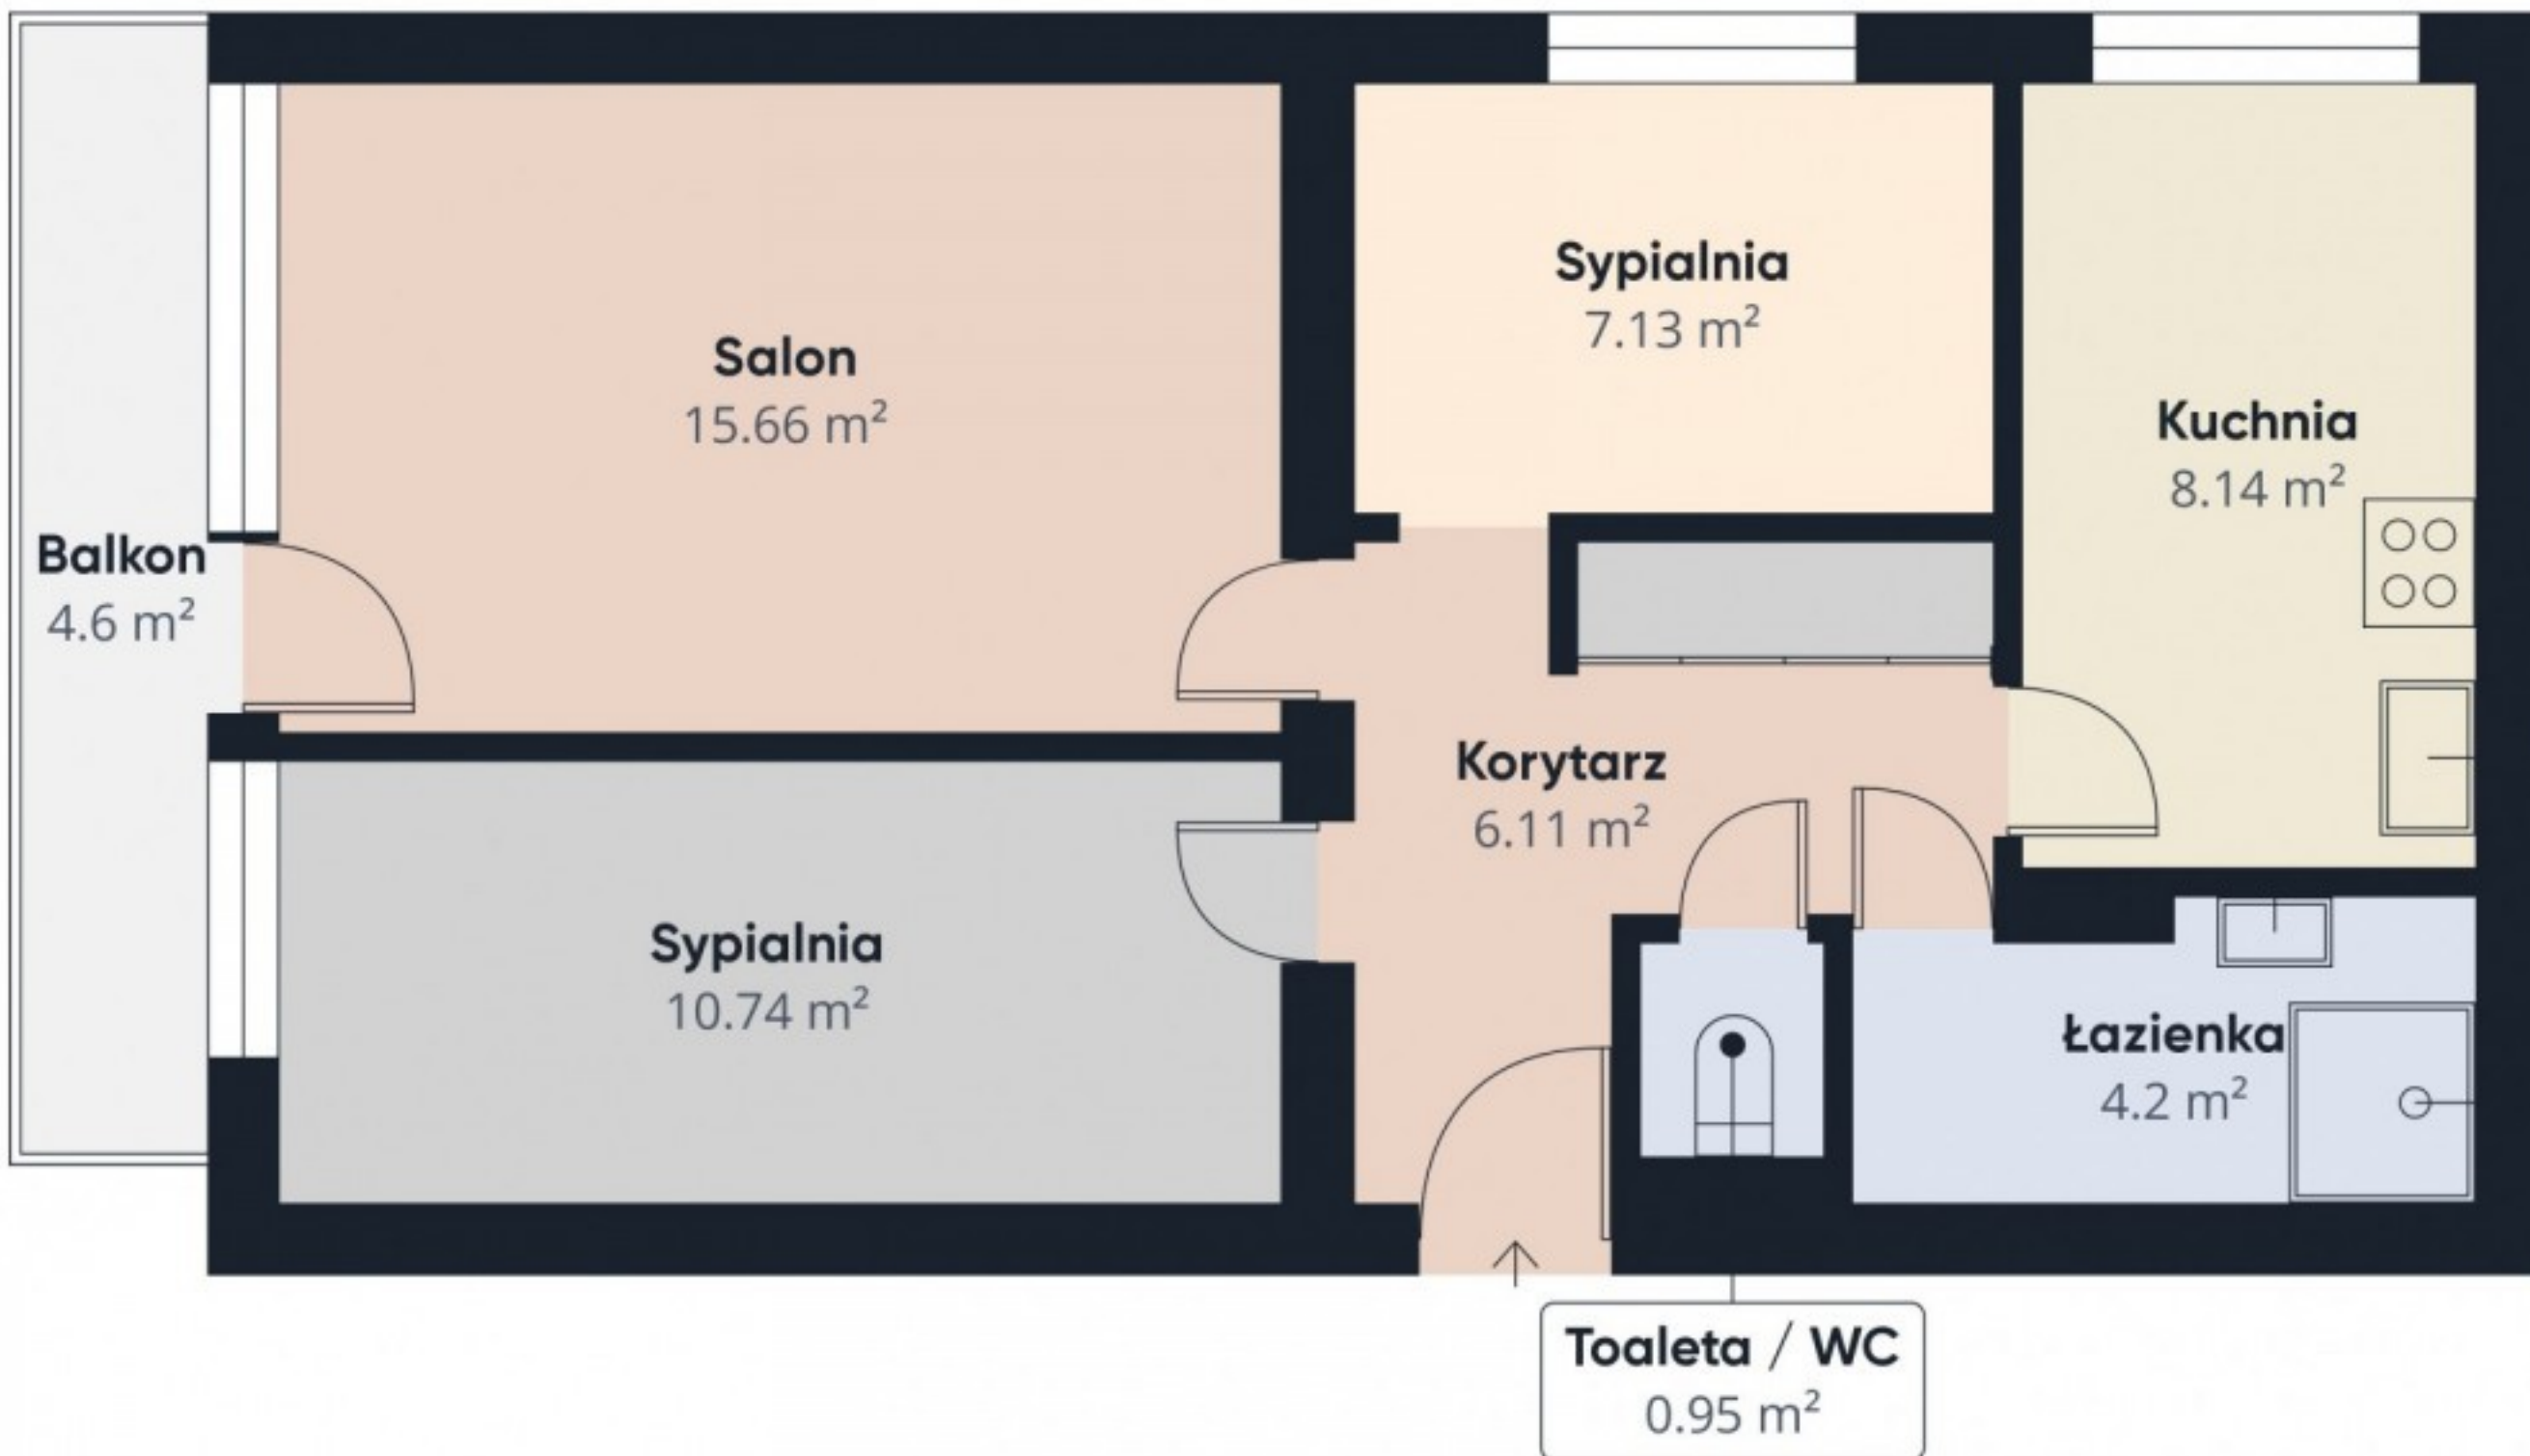 Salon
15.66 m²
Sypialnia
7.13 m²
Kuchnia
8.14 m²
Balkon
4.6 m²
Korytarz
6.11 m²
Sypialnia
10.74 m²
Łazienka
4.2 m²
Toaleta / WC
0.95 m²